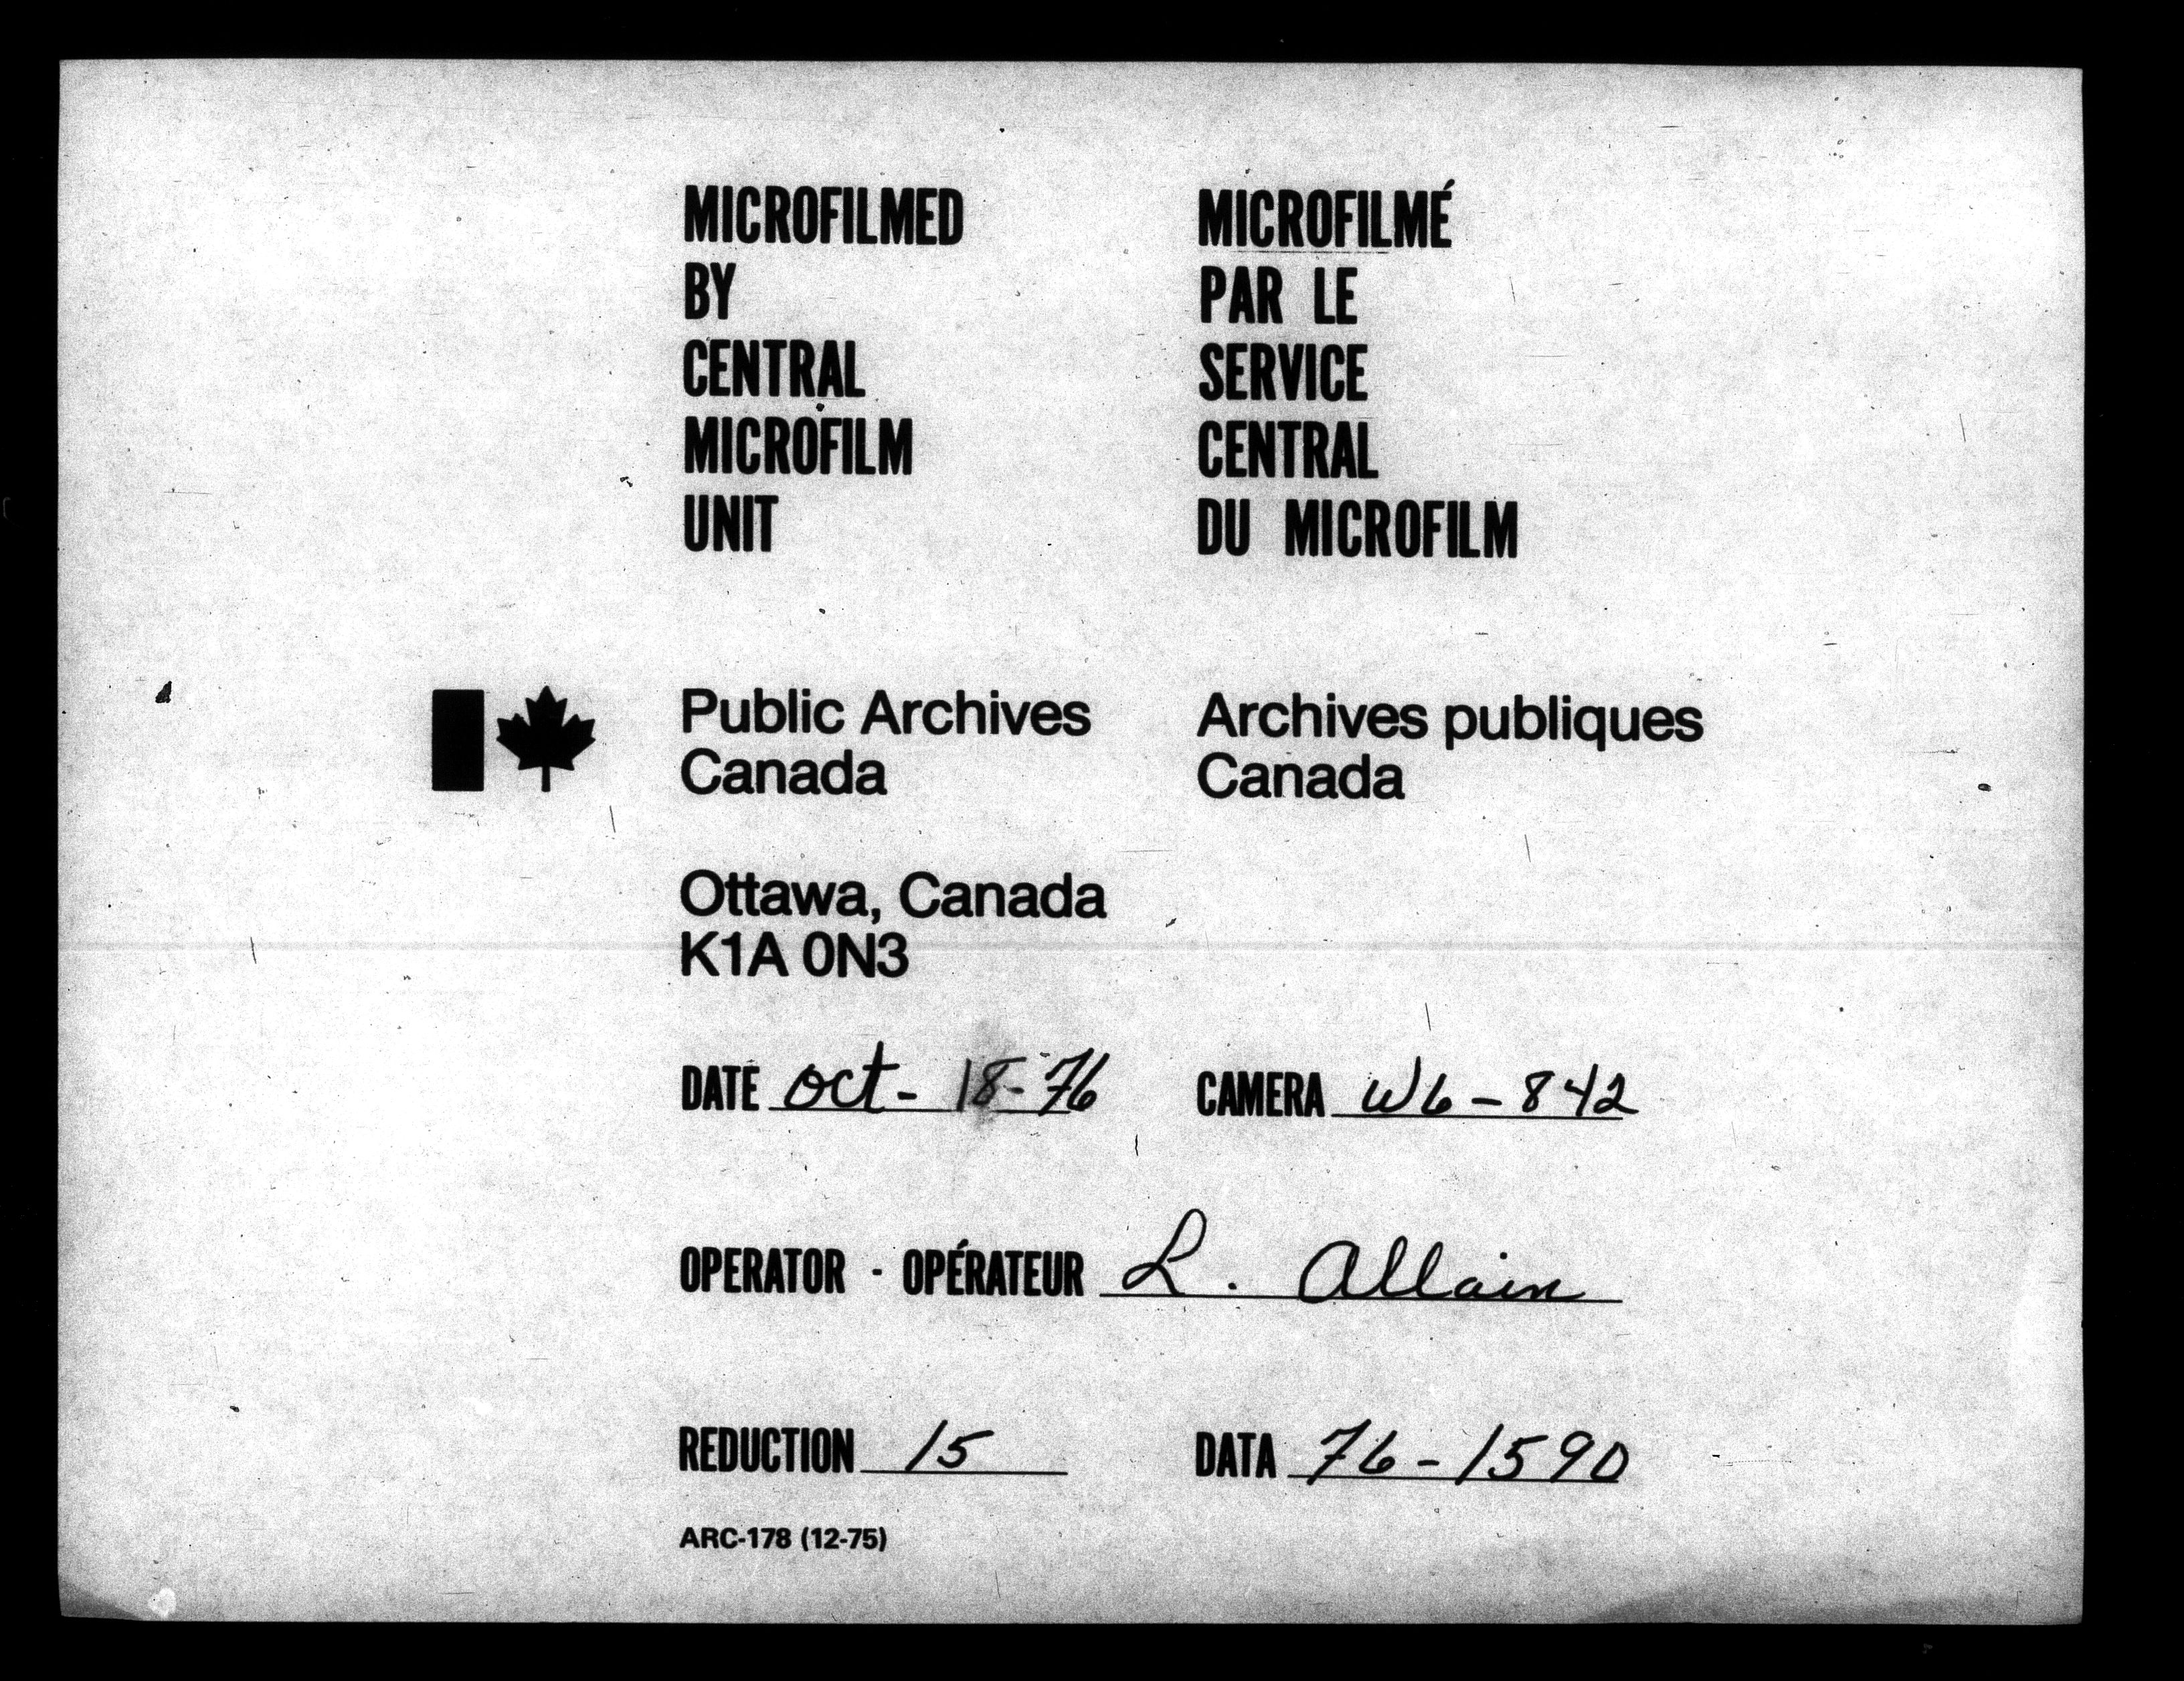 MICROFILMED
BY
CENTRAL
MICROFILM
UNIT
MICROFILMÉ
PAR LE
SERVICE
CENTRAL
DU MICROFILM
Public Archives
Canada
Archives publiques
Canada
Ottawa, Canada
K1A 0N3
DATE Oct - 18-76
CAMERA W6-842
OPERATOR - OPÉRATEUR L. Allain
REDUCTION 15
DATA 76-1590
ARC-178 (12-75)